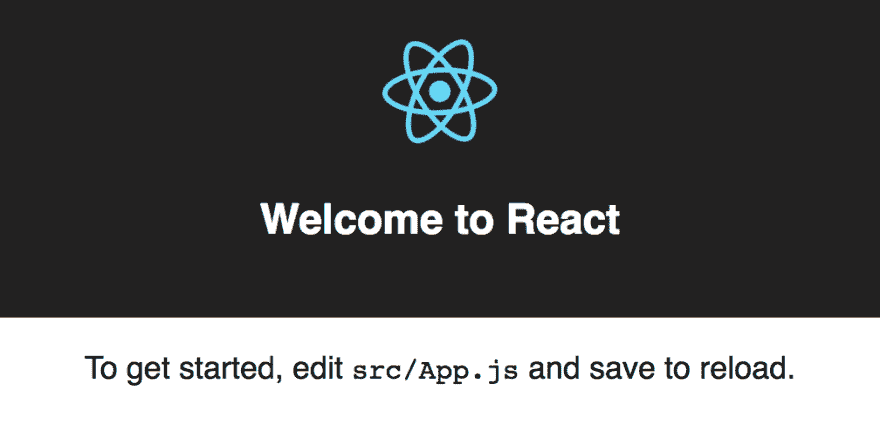 Welcome to React
To get started, edit src/App.js and save to reload.